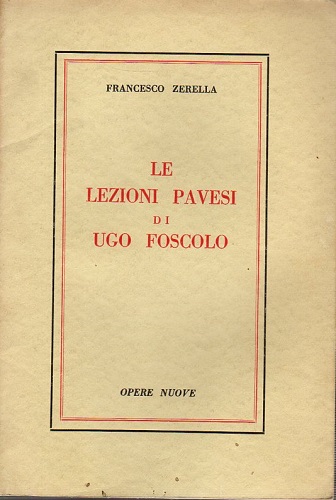 FRANCESCO ZERELLA
LE
LEZIONI PAVESI
DI
UGO FOSCOLO
OPERE NUOVE